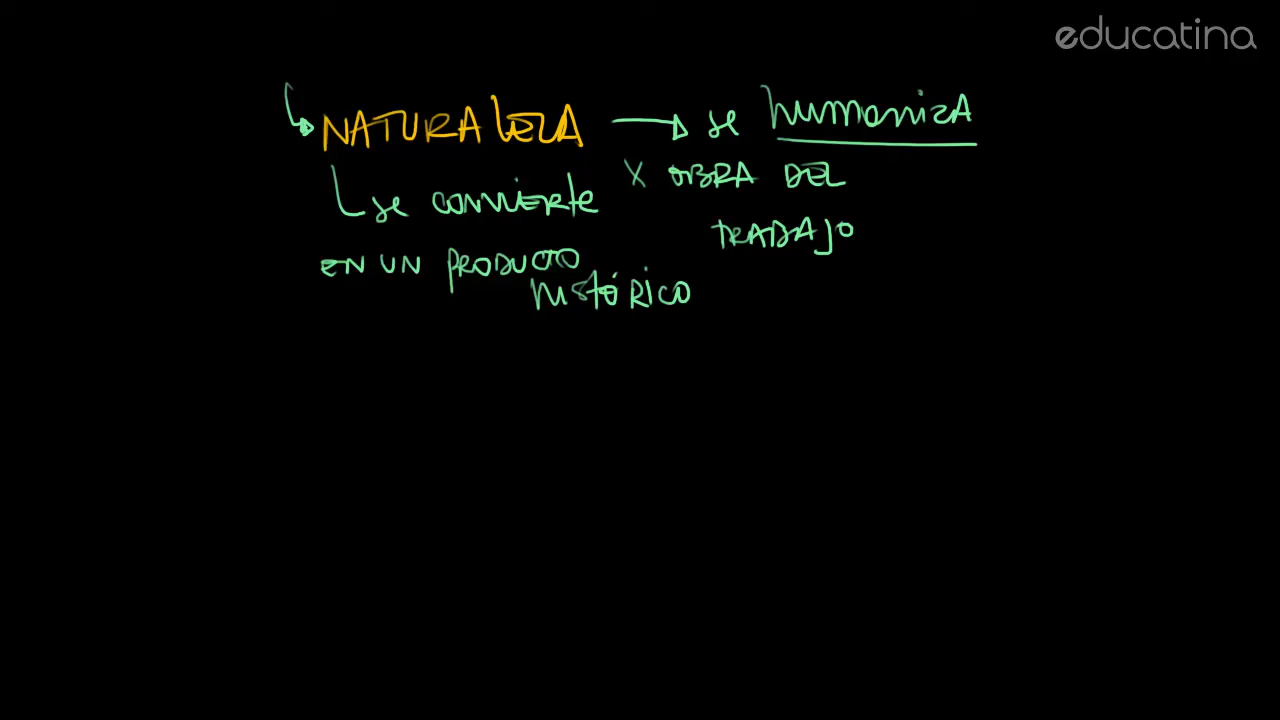 educatina
NATURALEZA → se humaniza
x OBRA DEL
TRABAJO
se convierte
EN UN PRODUCTO
histórico